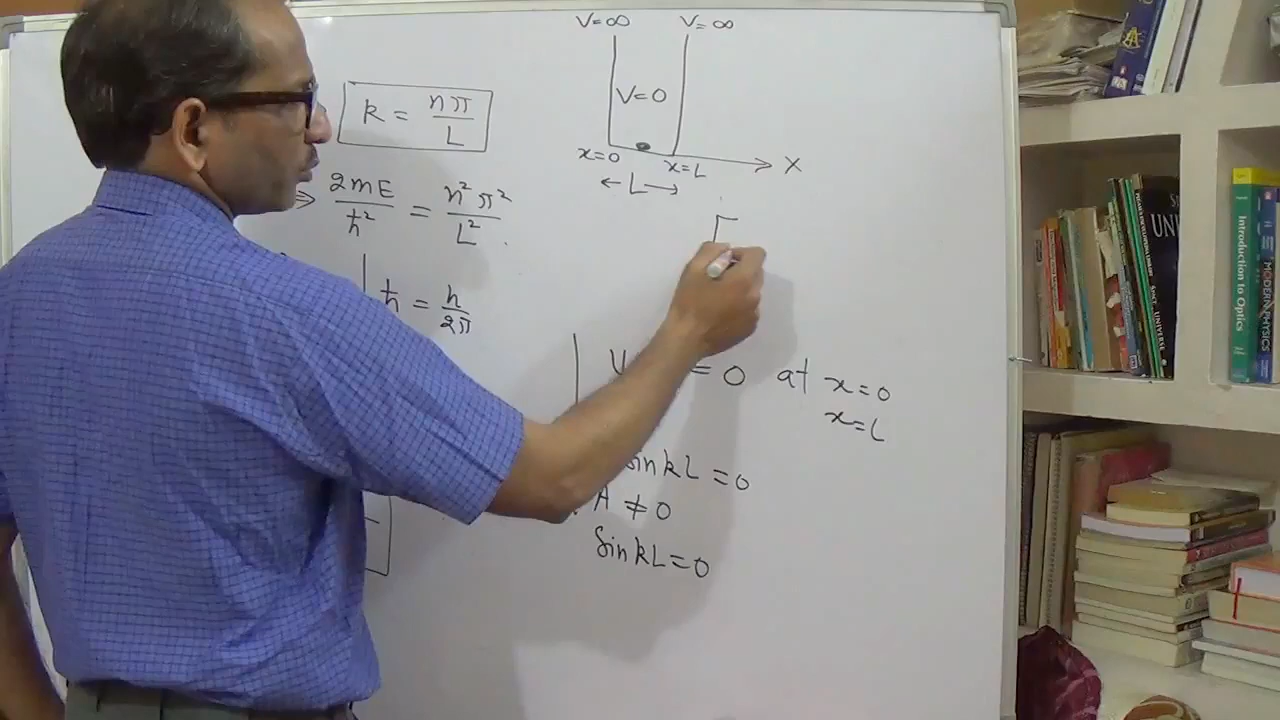 V=∞ V=∞
V=0
x=0 x=L X
←L→
k = nπ/L
⇒ 2mE/ħ² = n²π²/L².
ħ = h/2π
= 0 at x=0
x=L
sinkL = 0
A ≠ 0
SinkL = 0
Introduction to Optics
MODERN PHYSICS
UNIVERSE